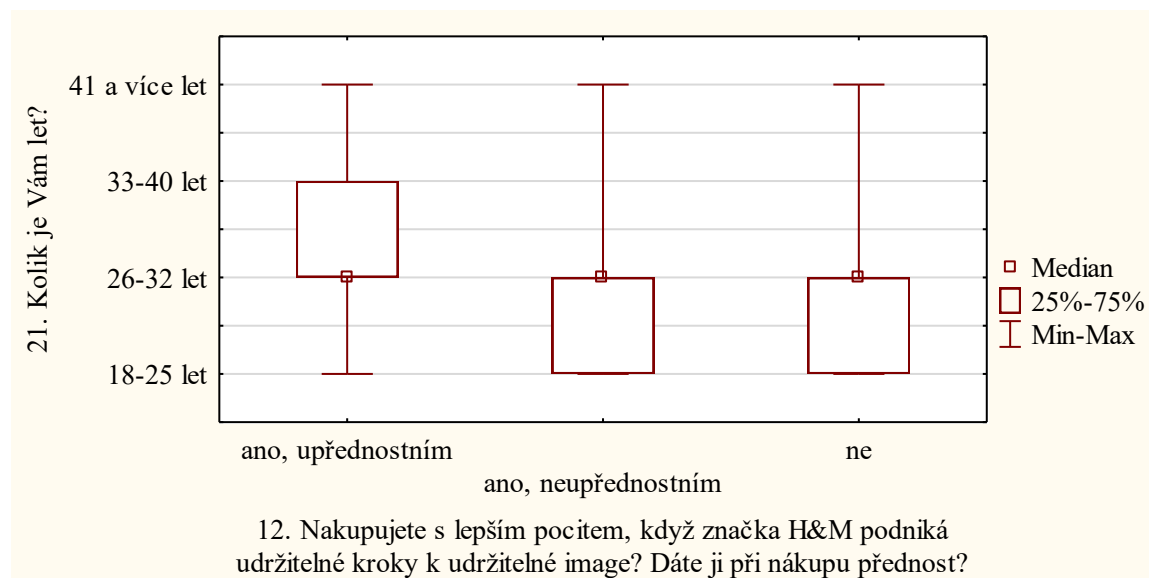 21. Kolik je Vám let?
41 a více let
33-40 let
26-32 let
18-25 let
Median
25%-75%
Min-Max
ano, upřednostním
ano, neupřednostním
ne
12. Nakupujete s lepším pocitem, když značka H&M podniká
udržitelné kroky k udržitelné image? Dáte ji při nákupu přednost?